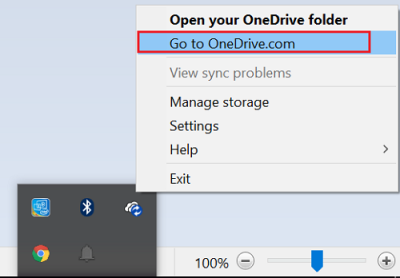 Open your OneDrive folder
Go to OneDrive.com
View sync problems
Manage storage
Settings
Help
Exit
100%